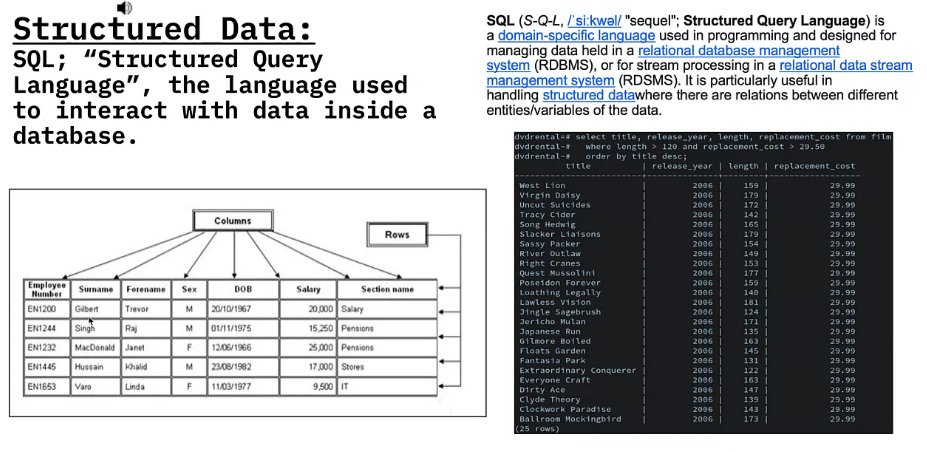 Structured Data:
SQL; “Structured Query
Language”, the language used
to interact with data inside a
database.
SQL (S-Q-L, /ˈsiːkwəl/ "sequel"; Structured Query Language) is
a domain-specific language used in programming and designed for
managing data held in a relational database management
system (RDBMS), or for stream processing in a relational data stream
management system (RDSMS). It is particularly useful in
handling structured datawhere there are relations between different
entities/variables of the data.
Columns
Rows
Employee Number Surname Forename Sex DOB Salary Section name
EN1200 Gilbert Trevor M 20/10/1967 20,000 Salary
EN1244 Singh Raj M 01/11/1975 15,250 Pensions
EN1232 MacDonald Janet F 12/06/1966 25,000 Pensions
EN1445 Hussain Khalid M 23/08/1982 17,000 Stores
EN1653 Varo Linda F 11/03/1977 9,500 IT
dvdrental=# select title, release_year, length, replacement_cost from film
dvdrental-# where length > 120 and replacement_cost > 29.50
dvdrental-# order by title desc;
title | release_year | length | replacement_cost
West Lion | 2006 | 159 | 29.99
Virgin Daisy | 2006 | 179 | 29.99
Uncut Suicides | 2006 | 172 | 29.99
Tracy Cider | 2006 | 142 | 29.99
Song Hedwig | 2006 | 165 | 29.99
Slacker Liaisons | 2006 | 179 | 29.99
Sassy Packer | 2006 | 154 | 29.99
River Outlaw | 2006 | 149 | 29.99
Right Cranes | 2006 | 153 | 29.99
Quest Mussolini | 2006 | 177 | 29.99
Poseidon Forever | 2006 | 159 | 29.99
Loathing Legally | 2006 | 140 | 29.99
Lawless Vision | 2006 | 181 | 29.99
Jingle Sagebrush | 2006 | 124 | 29.99
Jericho Mulan | 2006 | 171 | 29.99
Japanese Run | 2006 | 135 | 29.99
Gilmore Boiled | 2006 | 163 | 29.99
Floats Garden | 2006 | 145 | 29.99
Fantasia Park | 2006 | 131 | 29.99
Extraordinary Conquerer | 2006 | 122 | 29.99
Everyone Craft | 2006 | 163 | 29.99
Dirty Ace | 2006 | 147 | 29.99
Clyde Theory | 2006 | 139 | 29.99
Clockwork Paradise | 2006 | 143 | 29.99
Ballroom Mockingbird | 2006 | 173 | 29.99
(25 rows)